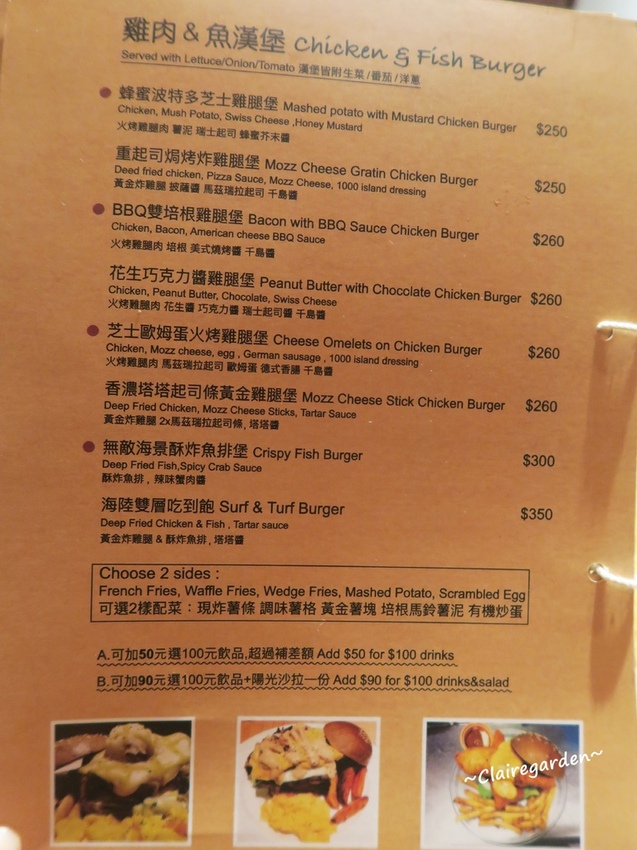 雞肉 & 魚漢堡 Chicken & Fish Burger
Served with Lettuce/Onion/Tomato 漢堡皆附生菜/番茄/洋蔥
蜂蜜波特多芝士雞腿堡 Mashed potato with Mustard Chicken Burger $250
Chicken, Mush Potato, Swiss Cheese ,Honey Mustard
火烤雞腿肉 薯泥 瑞士起司 蜂蜜芥末醬
重起司焗烤炸雞腿堡 Mozz Cheese Gratin Chicken Burger $250
Deed fried chicken, Pizza Sauce, Mozz Cheese, 1000 island dressing
黃金炸雞腿 披薩醬 馬茲瑞拉起司 千島醬
BBQ雙培根雞腿堡 Bacon with BBQ Sauce Chicken Burger $260
Chicken, Bacon, American cheese BBQ Sauce
火烤雞腿肉 培根 美式燒烤醬 千島醬
花生巧克力醬雞腿堡 Peanut Butter with Chocolate Chicken Burger $260
Chicken, Peanut Butter, Chocolate, Swiss Cheese
火烤雞腿肉 花生醬 巧克力醬 瑞士起司醬 千島醬
芝士歐姆蛋火烤雞腿堡 Cheese Omelets on Chicken Burger $260
Chicken, Mozz cheese, egg , German sausage , 1000 island dressing
火烤雞腿肉 馬茲瑞拉起司 歐姆蛋 德式香腸 千島醬
香濃塔塔起司條黃金雞腿堡 Mozz Cheese Stick Chicken Burger $260
Deep Fried Chicken, Mozz Cheese Sticks, Tartar Sauce
黃金炸雞腿 2x馬茲瑞拉起司條, 塔塔醬
無敵海景酥炸魚排堡 Crispy Fish Burger $300
Deep Fried Fish,Spicy Crab Sauce
酥炸魚排 , 辣味蟹肉醬
海陸雙層吃到飽 Surf & Turf Burger $350
Deep Fried Chicken & Fish , Tartar sauce
黃金炸雞腿 & 酥炸魚排 , 塔塔醬
Choose 2 sides :
French Fries, Waffle Fries, Wedge Fries, Mashed Potato, Scrambled Egg
可選2樣配菜：現炸薯條 調味薯格 黃金薯塊 培根馬鈴薯泥 有機炒蛋
A.可加50元選100元飲品,超過補差額 Add $50 for $100 drinks
B.可加90元選100元飲品+陽光沙拉一份 Add $90 for $100 drinks&salad
~Clairegarden~